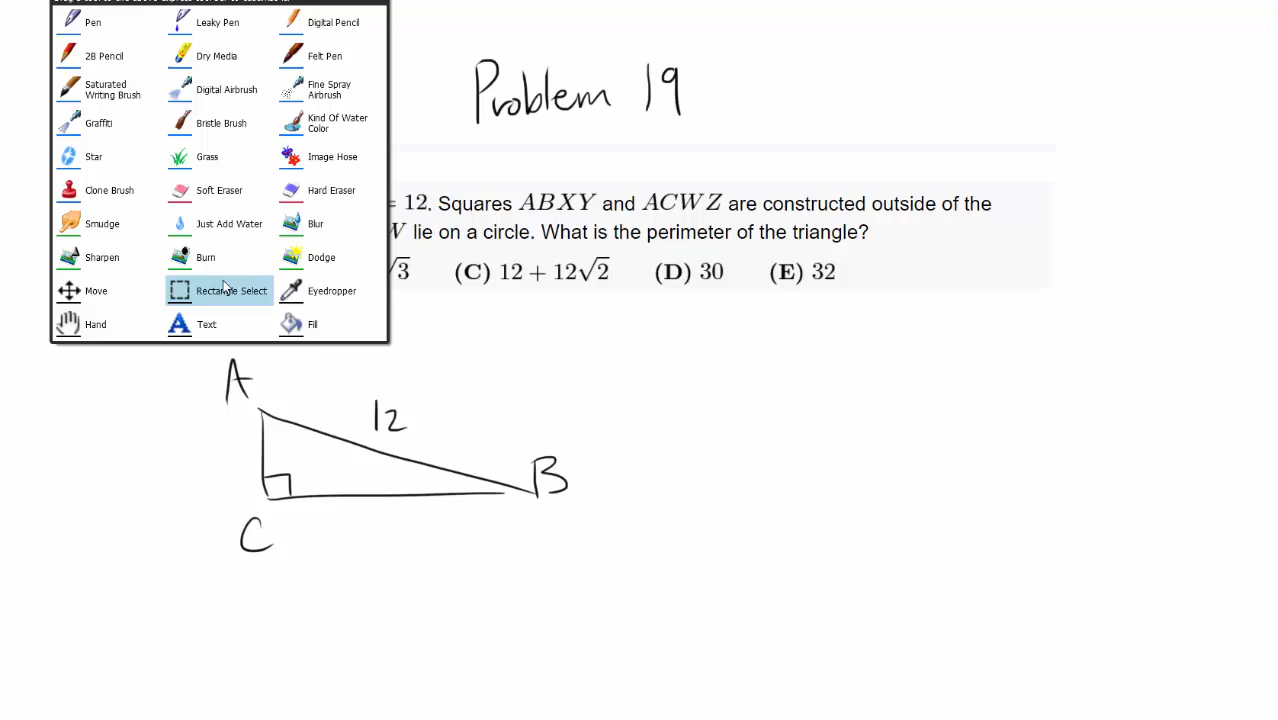 Pen Leaky Pen Digital Pencil
2B Pencil Dry Media Felt Pen
Saturated Writing Brush Digital Airbrush Fine Spray Airbrush
Graffiti Bristle Brush Kind Of Water Color
Star Grass Image Hose
Clone Brush Soft Eraser Hard Eraser
Smudge Just Add Water Blur
Sharpen Burn Dodge
Move Rectangle Select Eyedropper
Hand Text Fill
Problem 19
= 12. Squares ABXY and ACWZ are constructed outside of the
lie on a circle. What is the perimeter of the triangle?
√3 (C) 12 + 12√2 (D) 30 (E) 32
A
12
B
C